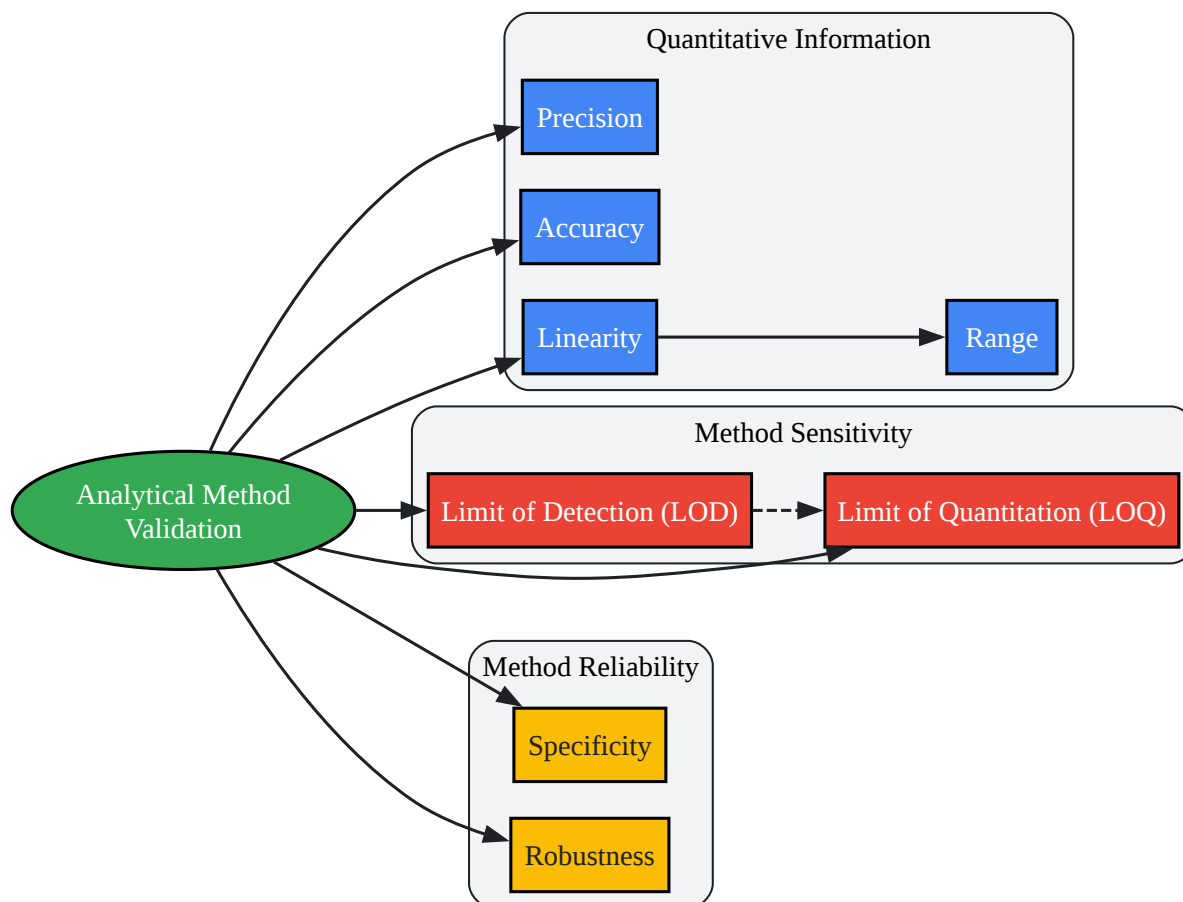 Quantitative Information
Precision
Accuracy
Linearity
Range
Method Sensitivity
Analytical Method
Validation
Limit of Detection (LOD)
Limit of Quantitation (LOQ)
Method Reliability
Specificity
Robustness